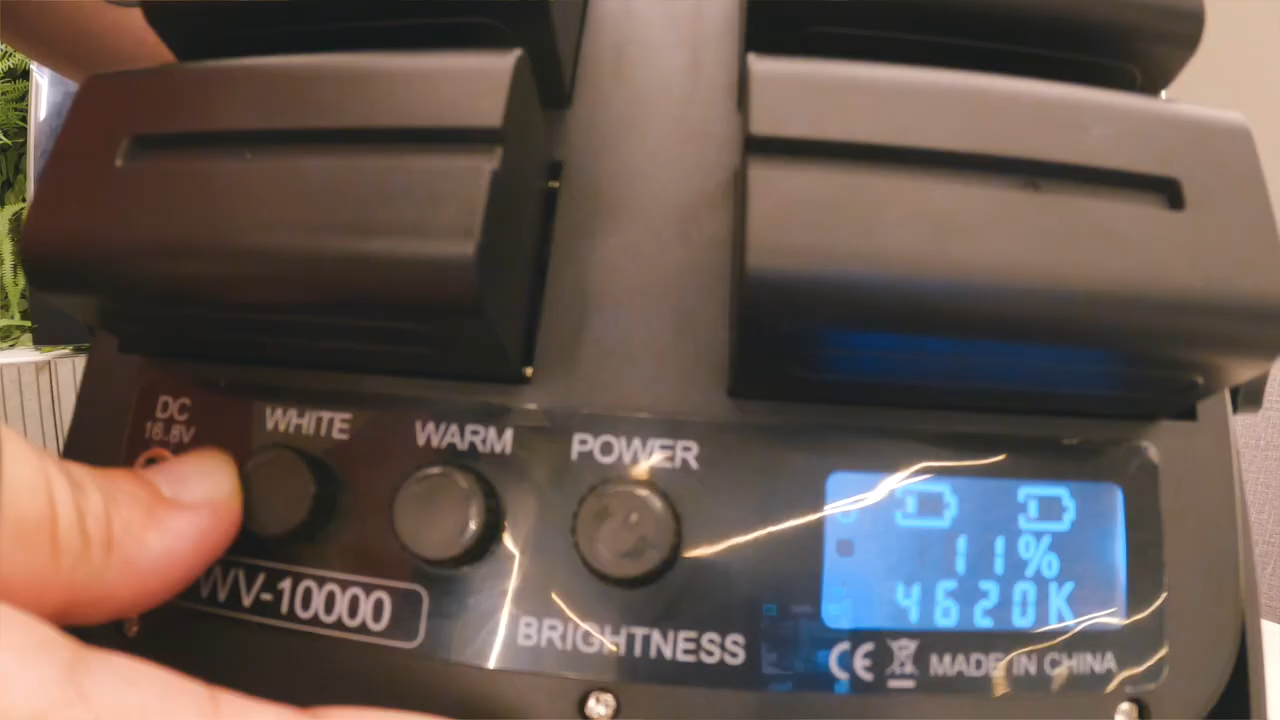 DC
16.8V
WHITE
WARM
POWER
WV-10000
BRIGHTNESS
11%
4620K
CE
MADE IN CHINA